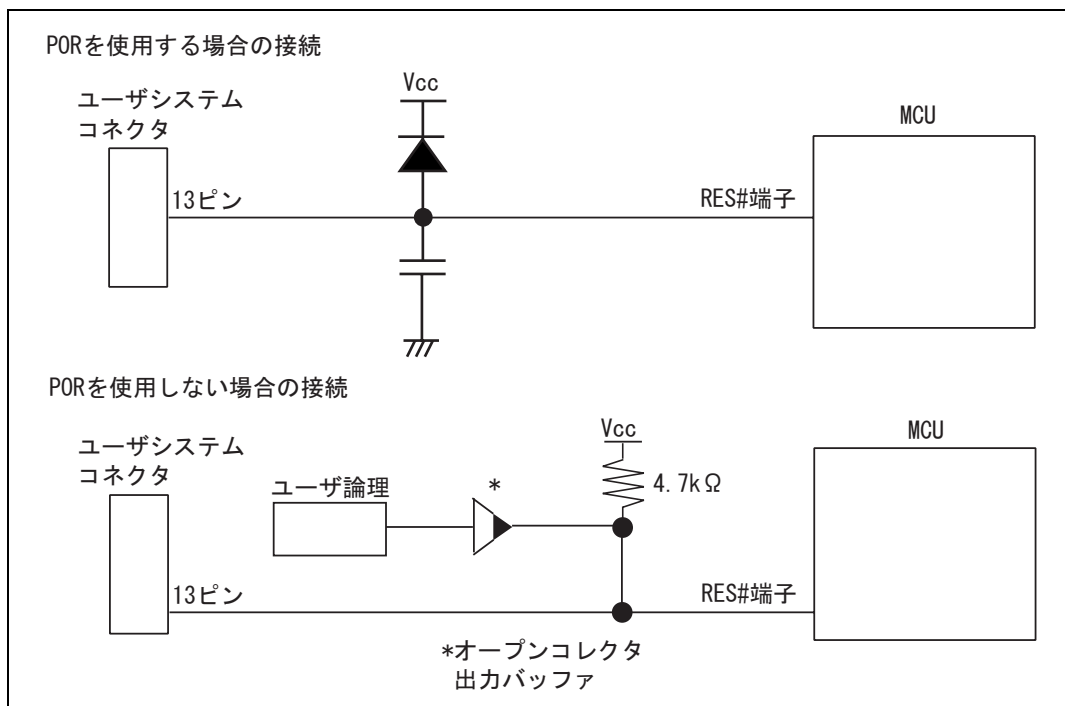 PORを使用する場合の接続
ユーザシステム
コネクタ
Vcc
MCU
13ピン
RES#端子
PORを使用しない場合の接続
ユーザシステム
コネクタ
Vcc
MCU
ユーザ論理
*
4.7kΩ
13ピン
RES#端子
*オープンコレクタ
出力バッファ